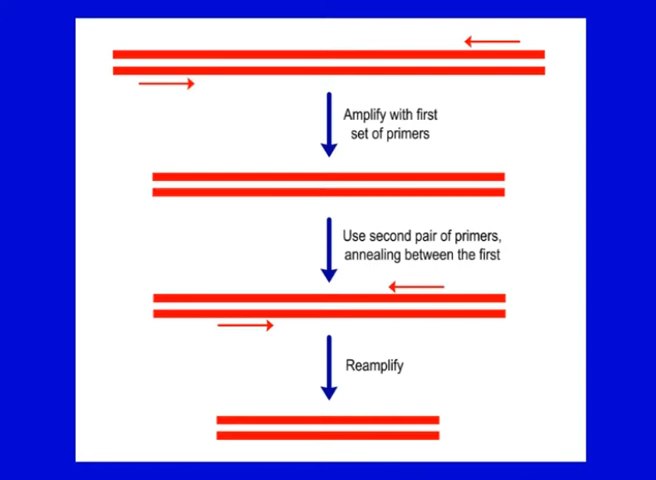 Amplify with first
set of primers
Use second pair of primers,
annealing between the first
Reamplify